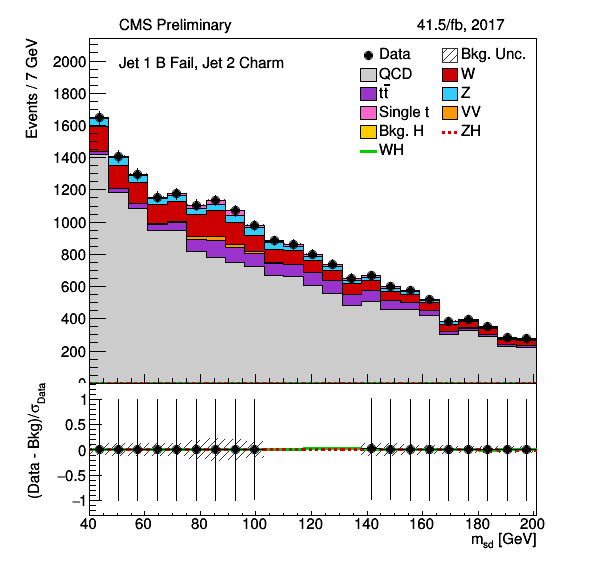 CMS Preliminary 41.5/fb, 2017
Jet 1 B Fail, Jet 2 Charm
Data
Bkg. Unc.
QCD
W
tt̅
Z
Single t
VV
Bkg. H
ZH
WH
Events / 7 GeV
2000
1800
1600
1400
1200
1000
800
600
400
200
0
(Data - Bkg)/σData
1
0.5
0
−0.5
−1
40 60 80 100 120 140 160 180 200
msd [GeV]